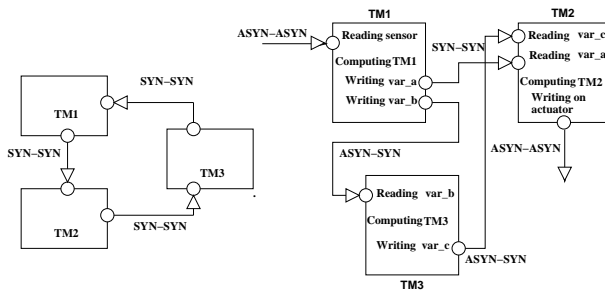 SYN–SYN
TM1
SYN–SYN
TM3
TM2
SYN–SYN
TM1
ASYN–ASYN
Reading sensor
Computing TM1
Writing var_a
Writing var_b
SYN–SYN
TM2
Reading var_c
Reading var_a
Computing TM2
Writing on
actuator
ASYN–ASYN
ASYN–SYN
Reading var_b
Computing TM3
Writing var_c
ASYN–SYN
TM3